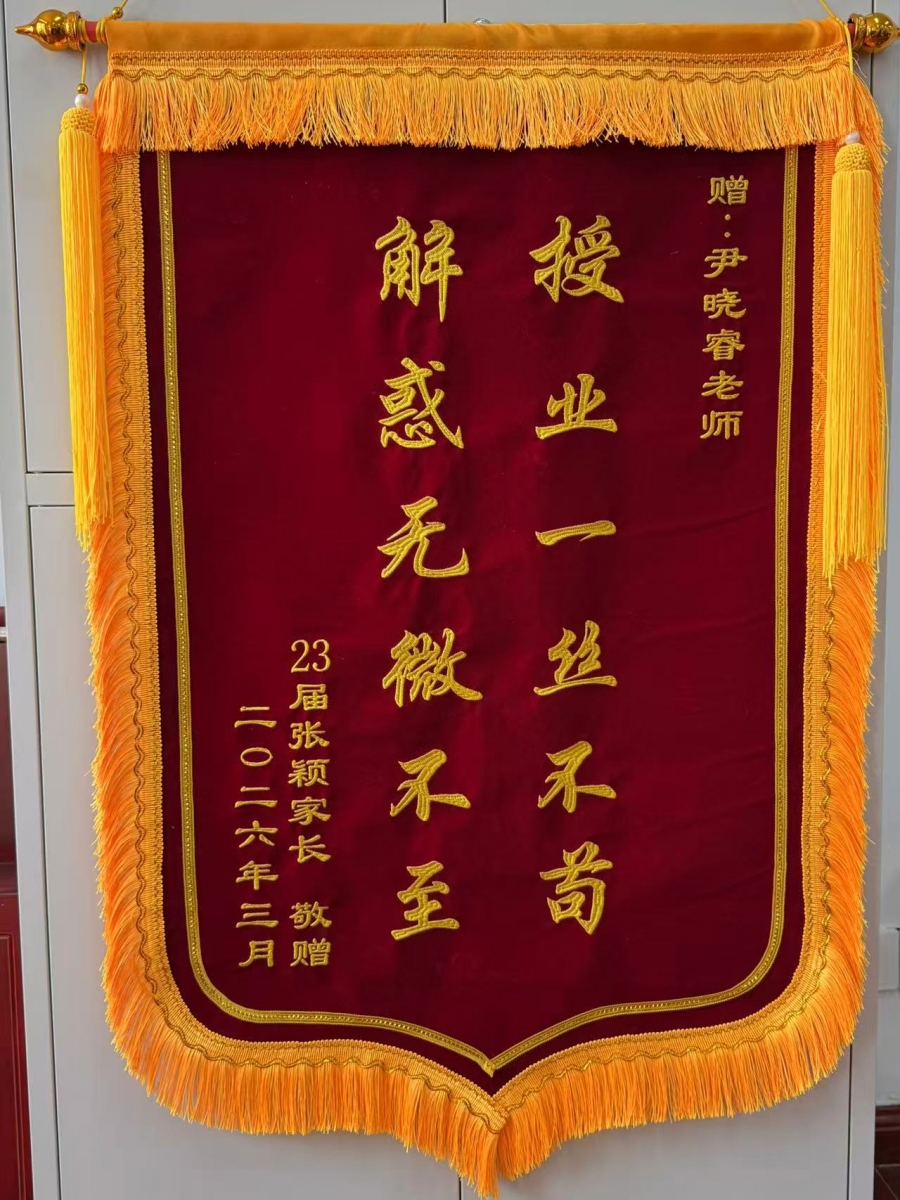 赠：尹晓睿老师
授业一丝不苟
解惑无微不至
23届张颖家长 敬赠
二〇二六年三月